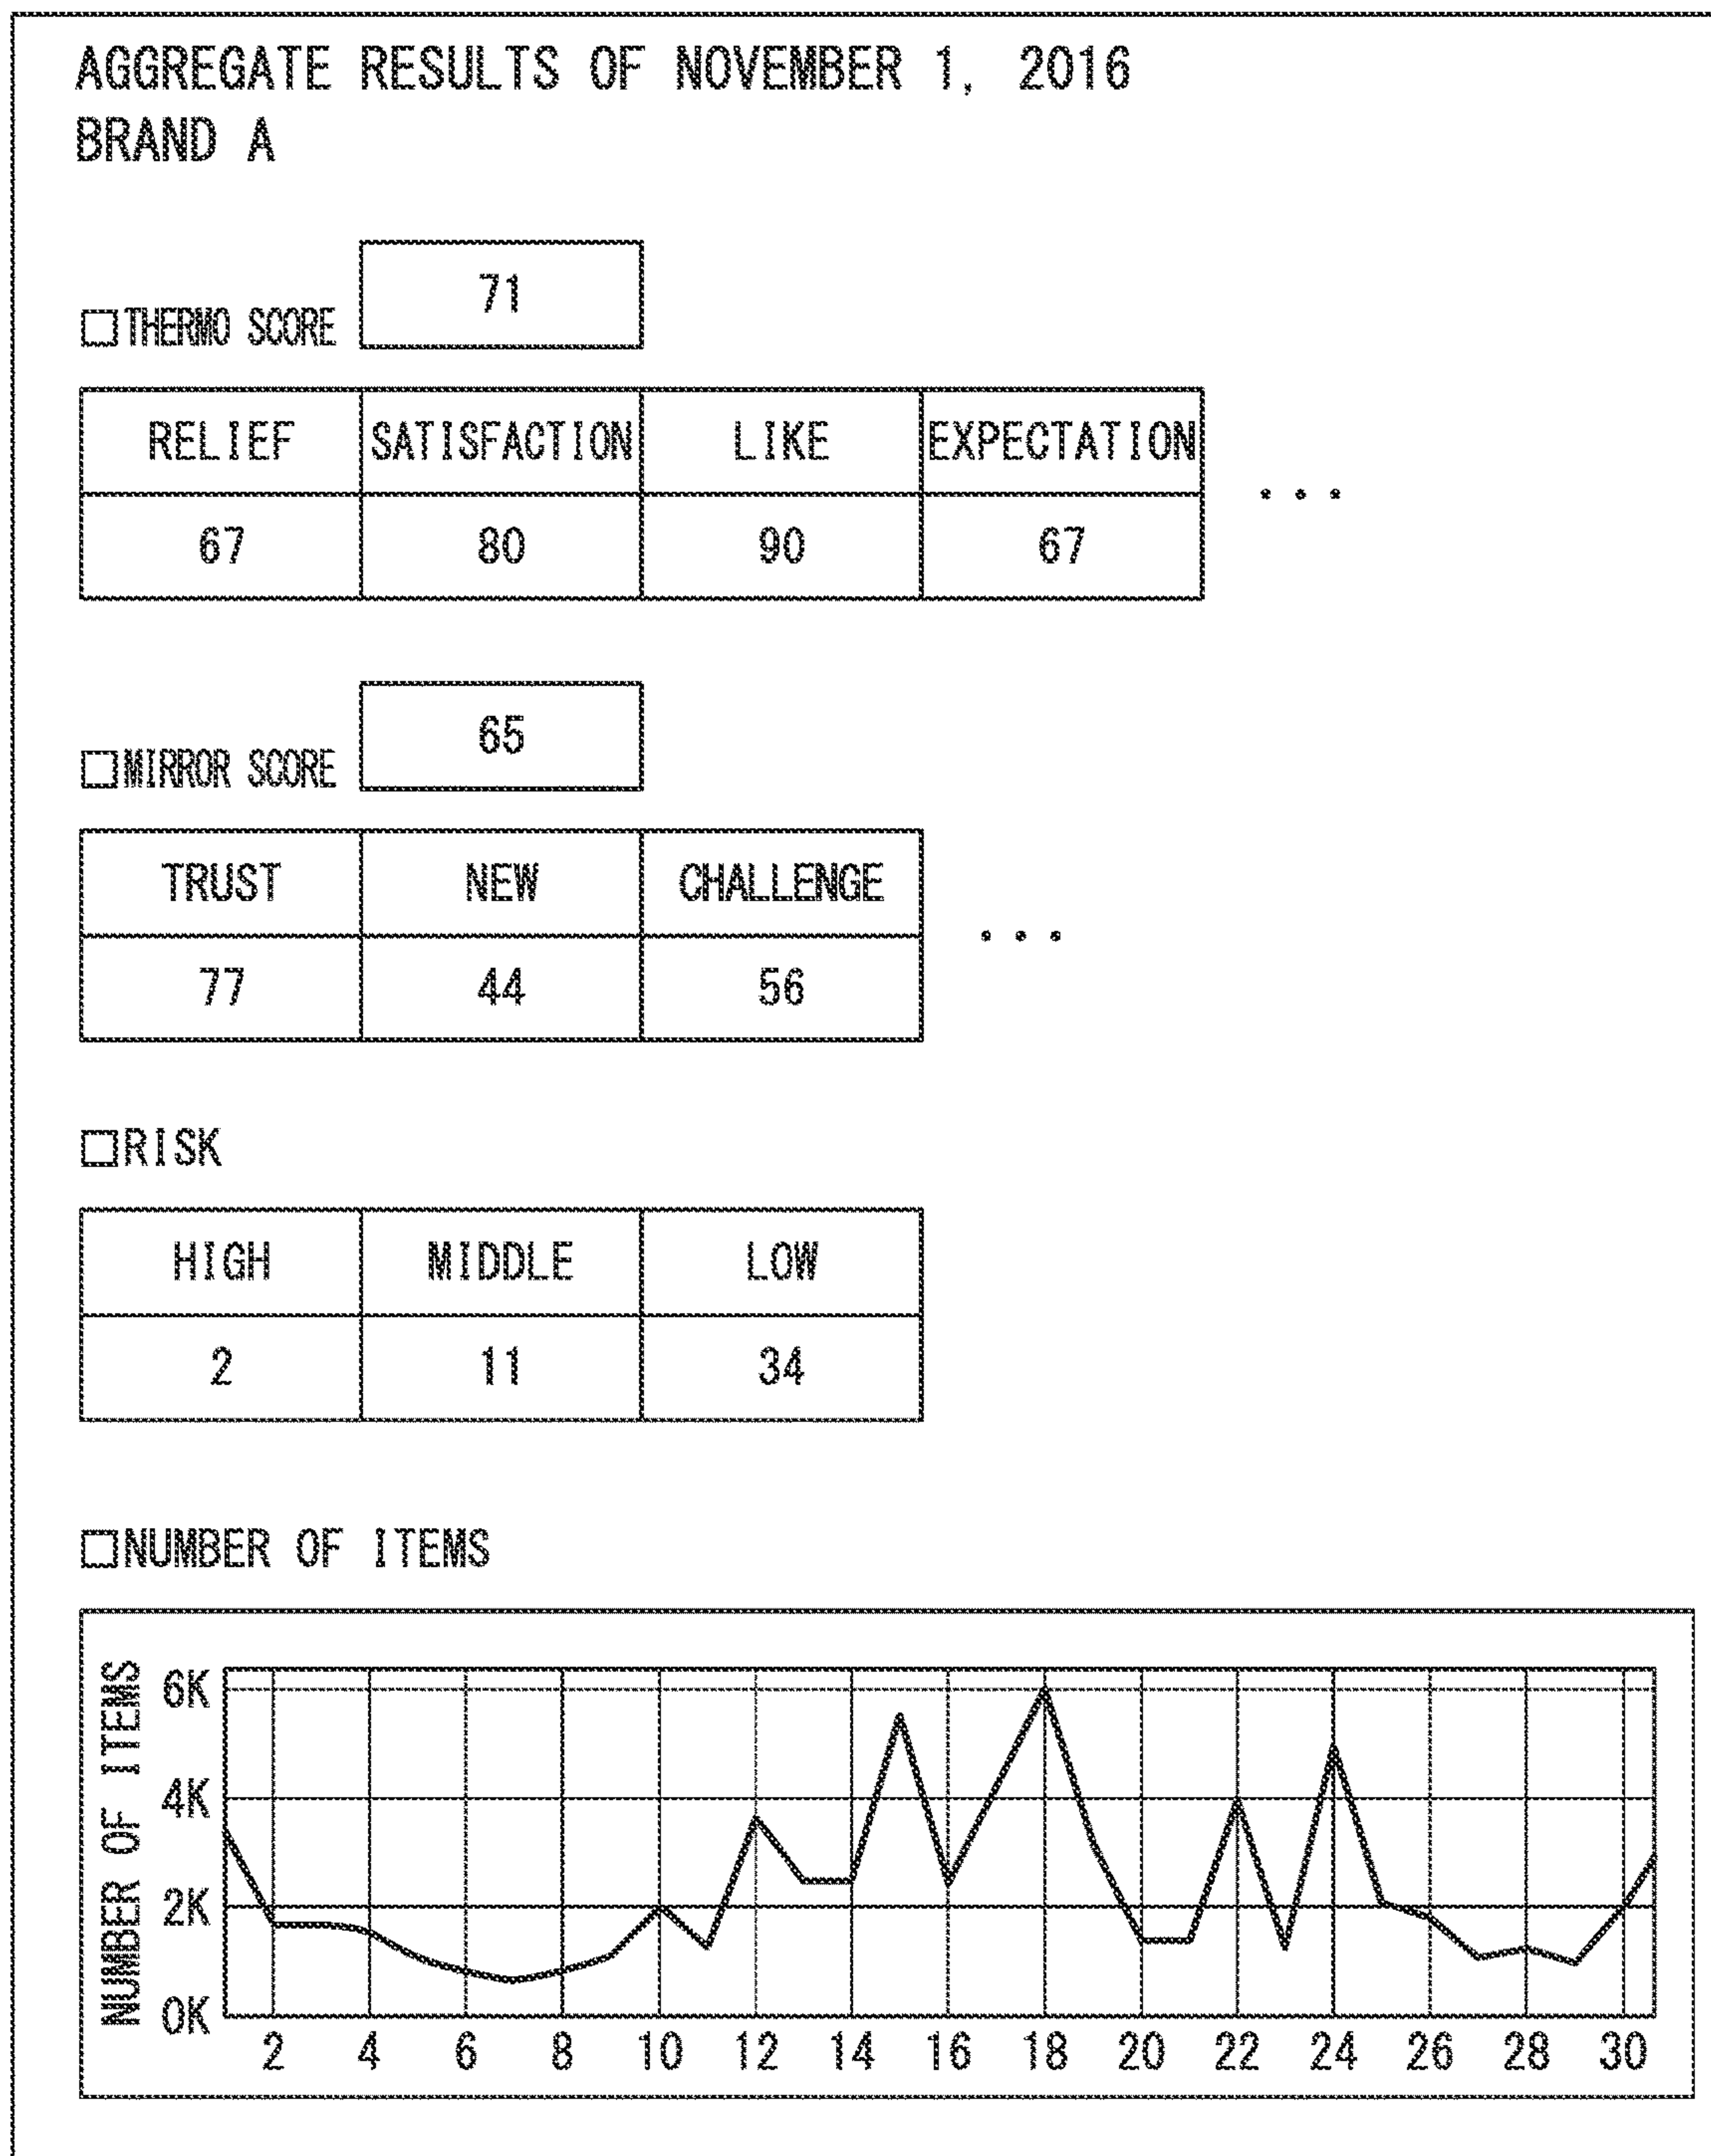 AGGREGATE RESULTS OF NOVEMBER 1, 2016
BRAND A
□THERMO SCORE 71
RELIEF SATISFACTION LIKE EXPECTATION
67 80 90 67
...
□MIRROR SCORE 65
TRUST NEW CHALLENGE
77 44 56
...
□RISK
HIGH MIDDLE LOW
2 11 34
□NUMBER OF ITEMS
NUMBER OF ITEMS
6K
4K
2K
0K
2 4 6 8 10 12 14 16 18 20 22 24 26 28 30